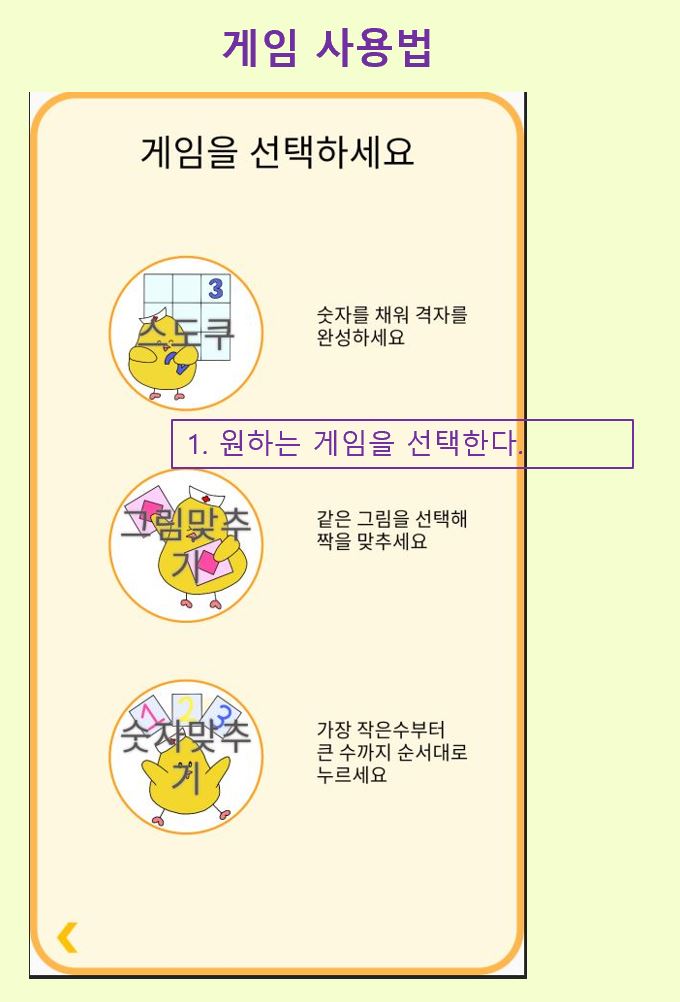 게임 사용법
게임을 선택하세요
3
스도쿠
2
숫자를 채워 격자를
완성하세요
1. 원하는 게임을 선택한다.
그림맞추
기
같은 그림을 선택해
짝을 맞추세요
1 2 3
숫자맞추
기
가장 작은수부터
큰 수까지 순서대로
누르세요